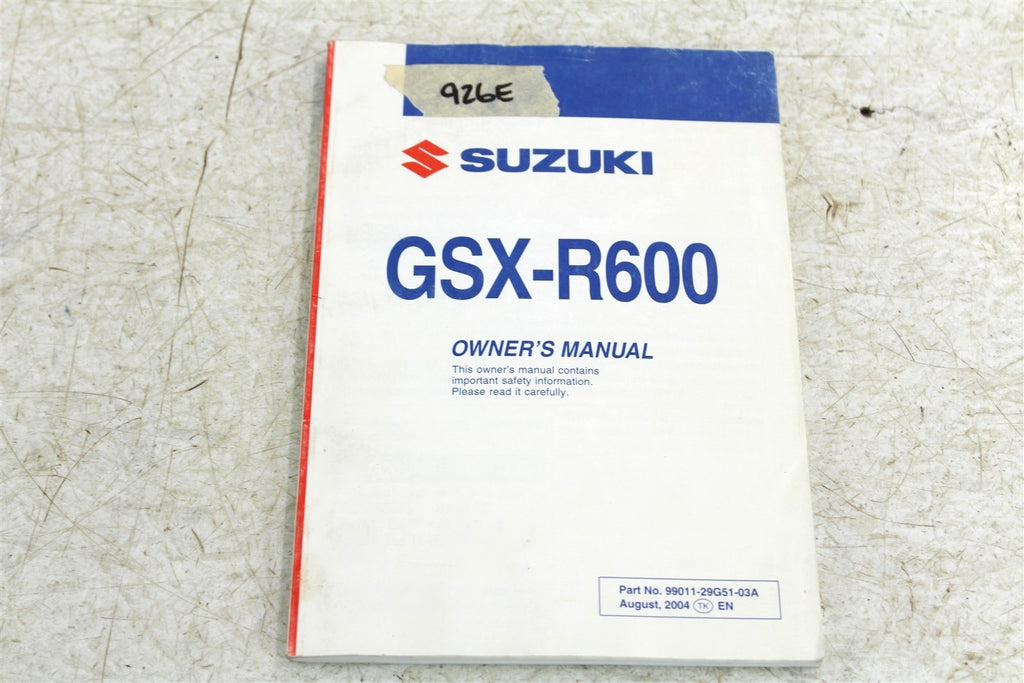 926E
SUZUKI
GSX-R600
OWNER'S MANUAL
This owner's manual contains
important safety information.
Please read it carefully.
Part No. 99011-29G51-03A
August, 2004 TK EN